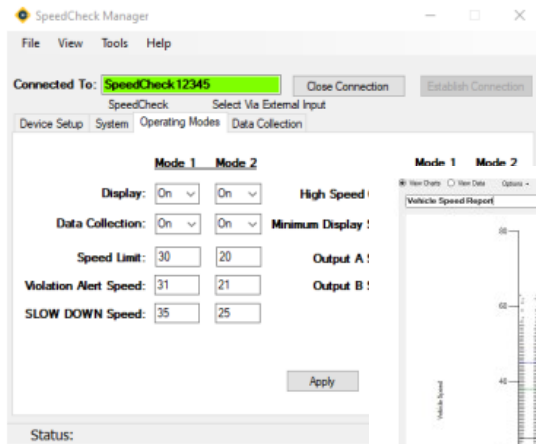 SpeedCheck Manager
File View Tools Help
Connected To: SpeedCheck12345 Close Connection Establish Connection
SpeedCheck Select Via External Input
Device Setup System Operating Modes Data Collection
Mode 1 Mode 2 Mode 1 Mode 2
View Charts View Data Options
Vehicle Speed Report
Display: On On High Speed
Data Collection: On On Minimum Display
Speed Limit: 30 20 Output A
Violation Alert Speed: 31 21 Output B
SLOW DOWN Speed: 35 25
80
60
40
Vehicle Speed
Apply
Status: